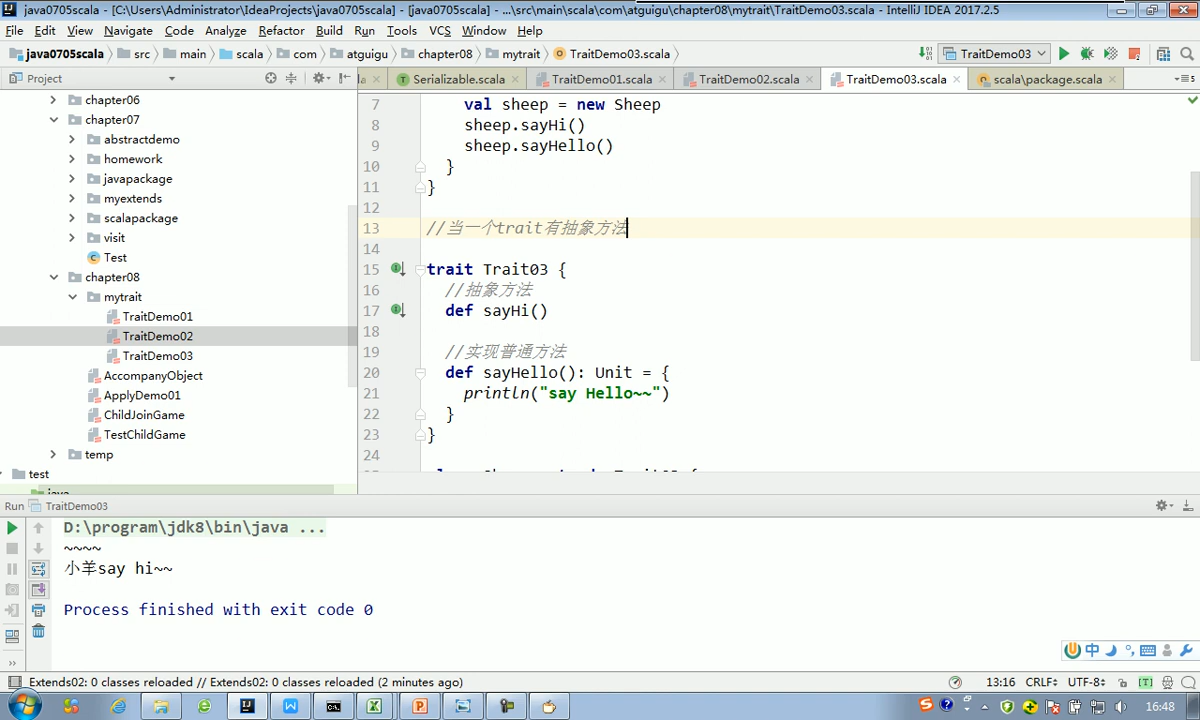 java0705scala - [C:\Users\Administrator\IdeaProjects\java0705scala] - [java0705scala] - ...\src\main\scala\com\atguigu\chapter08\mytrait\TraitDemo03.scala - IntelliJ IDEA 2017.2.5
File Edit View Navigate Code Analyze Refactor Build Run Tools VCS Window Help
java0705scala src main scala com atguigu chapter08 mytrait TraitDemo03.scala TraitDemo03
Project
la Serializable.scala TraitDemo01.scala TraitDemo02.scala TraitDemo03.scala scala\package.scala
chapter06
chapter07
abstractdemo
homework
javapackage
myextends
scalapackage
visit
Test
chapter08
mytrait
TraitDemo01
TraitDemo02
TraitDemo03
AccompanyObject
ApplyDemo01
ChildJoinGame
TestChildGame
temp
test
java
7 val sheep = new Sheep
8 sheep.sayHi()
9 sheep.sayHello()
10 }
11 }
12
13 //当一个trait有抽象方法
14
15 trait Trait03 {
16 //抽象方法
17 def sayHi()
18
19 //实现普通方法
20 def sayHello(): Unit = {
21 println("say Hello~~")
22 }
23 }
24
Run TraitDemo03
D:\program\jdk8\bin\java ...
~~~~
小羊say hi~~
Process finished with exit code 0
中
Extends02: 0 classes reloaded // Extends02: 0 classes reloaded (2 minutes ago) 13:16 CRLF UTF-8
16:48